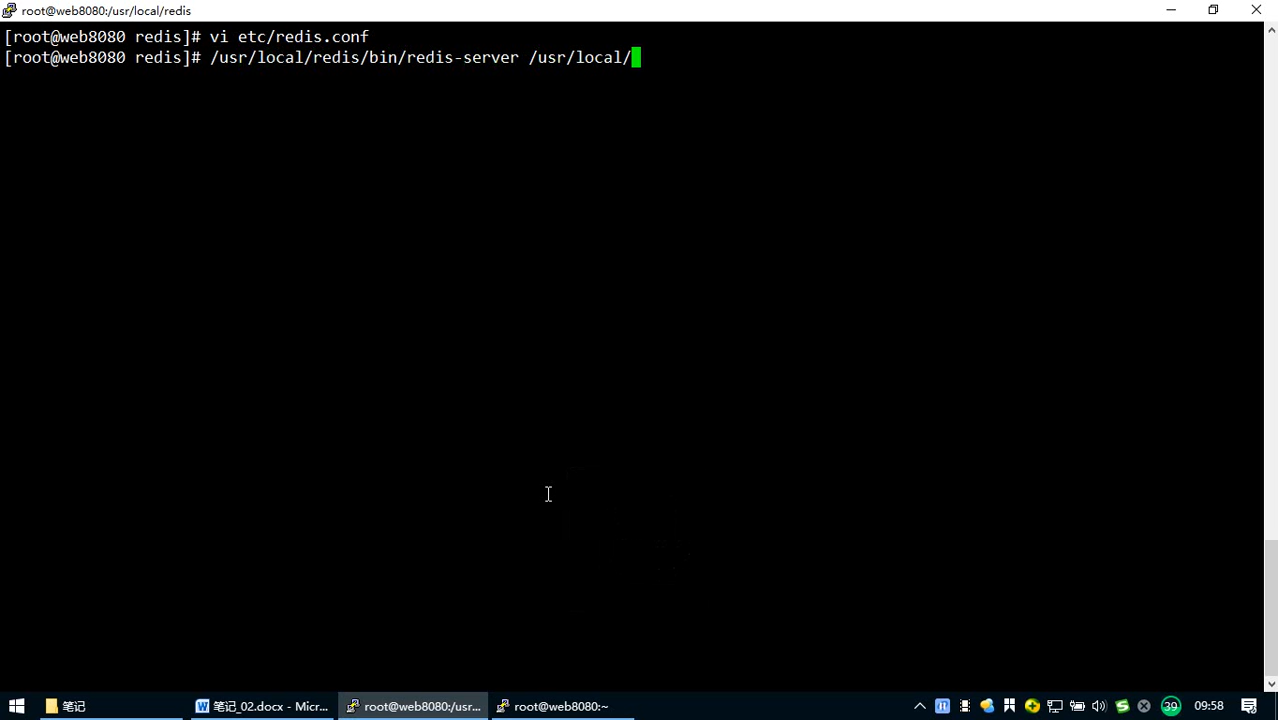 root@web8080:/usr/local/redis
[root@web8080 redis]# vi etc/redis.conf
[root@web8080 redis]# /usr/local/redis/bin/redis-server /usr/local/
笔记
笔记_02.docx - Micr...
root@web8080:/usr...
root@web8080:~
39
09:58